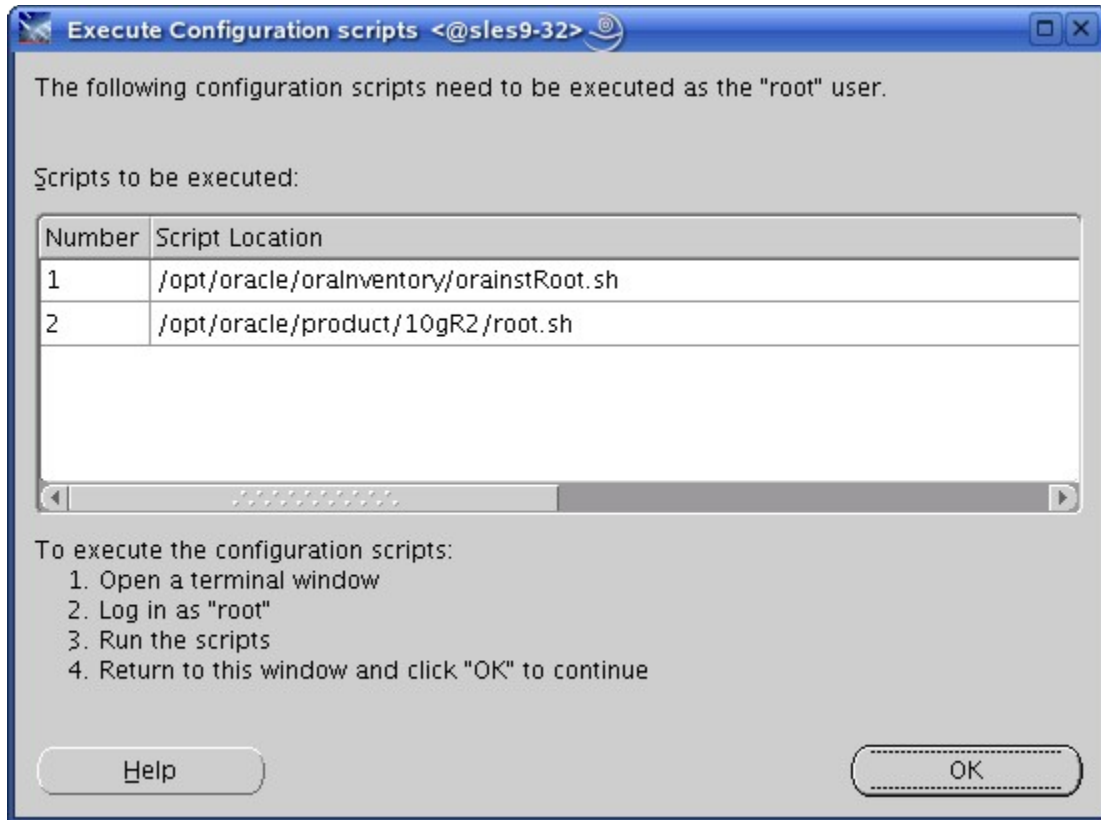 Execute Configuration scripts <@sles9-32>
The following configuration scripts need to be executed as the "root" user.
Scripts to be executed:
Number Script Location
1 /opt/oracle/oraInventory/orainstRoot.sh
2 /opt/oracle/product/10gR2/root.sh
To execute the configuration scripts:
1. Open a terminal window
2. Log in as "root"
3. Run the scripts
4. Return to this window and click "OK" to continue
Help OK